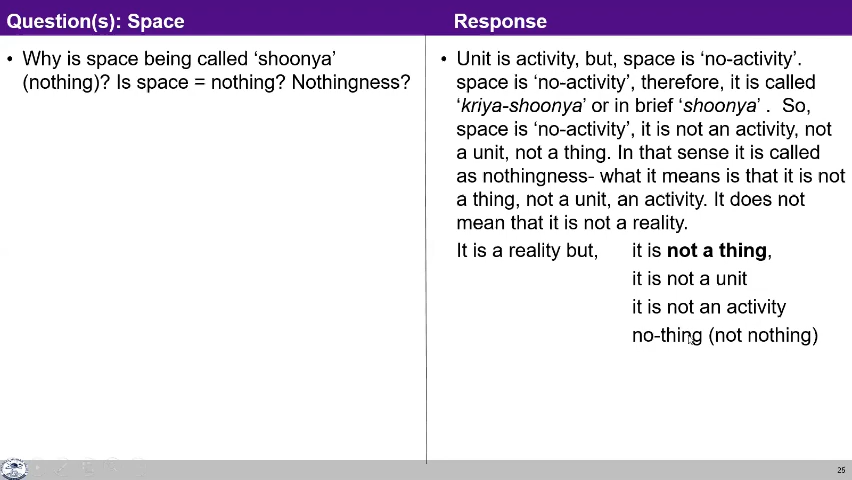 Question(s): Space
Response
• Why is space being called ‘shoonya’
(nothing)? Is space = nothing? Nothingness?
• Unit is activity, but, space is ‘no-activity’.
space is ‘no-activity’, therefore, it is called
‘kriya-shoonya’ or in brief ‘shoonya’ . So,
space is ‘no-activity’, it is not an activity, not
a unit, not a thing. In that sense it is called
as nothingness- what it means is that it is not
a thing, not a unit, an activity. It does not
mean that it is not a reality.
It is a reality but, it is not a thing,
it is not a unit
it is not an activity
no-thing (not nothing)
25